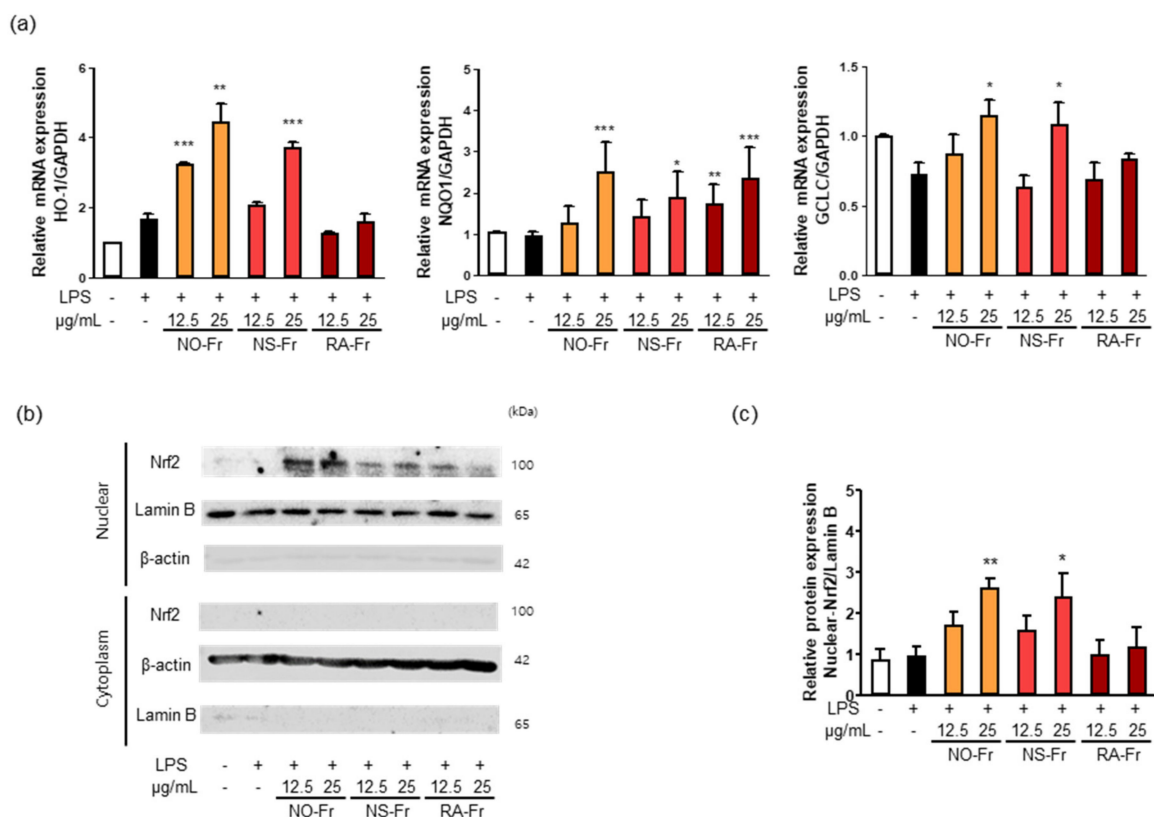 (a)
Relative mRNA expression
HO-1/GAPDH
6
4
2
0
***
**
***
LPS - + + + + + + +
µg/mL - - 12.5 25 12.5 25 12.5 25
NO-Fr NS-Fr RA-Fr
Relative mRNA expression
NQO1/GAPDH
5
4
3
2
1
0
***
*
**
***
LPS - + + + + + + +
µg/mL - - 12.5 25 12.5 25 12.5 25
NO-Fr NS-Fr RA-Fr
Relative mRNA expression
GCLC/GAPDH
1.5
1.0
0.5
0.0
*
*
LPS - + + + + + + +
µg/mL - - 12.5 25 12.5 25 12.5 25
NO-Fr NS-Fr RA-Fr
(b)
(kDa)
Nuclear
Nrf2 100
Lamin B 65
β-actin 42
Cytoplasm
Nrf2 100
β-actin 42
Lamin B 65
LPS - + + + + + + +
µg/mL - - 12.5 25 12.5 25 12.5 25
NO-Fr NS-Fr RA-Fr
(c)
Relative protein expression
Nuclear-Nrf2/Lamin B
5
4
3
2
1
0
**
*
LPS - + + + + + + +
µg/mL - - 12.5 25 12.5 25 12.5 25
NO-Fr NS-Fr RA-Fr